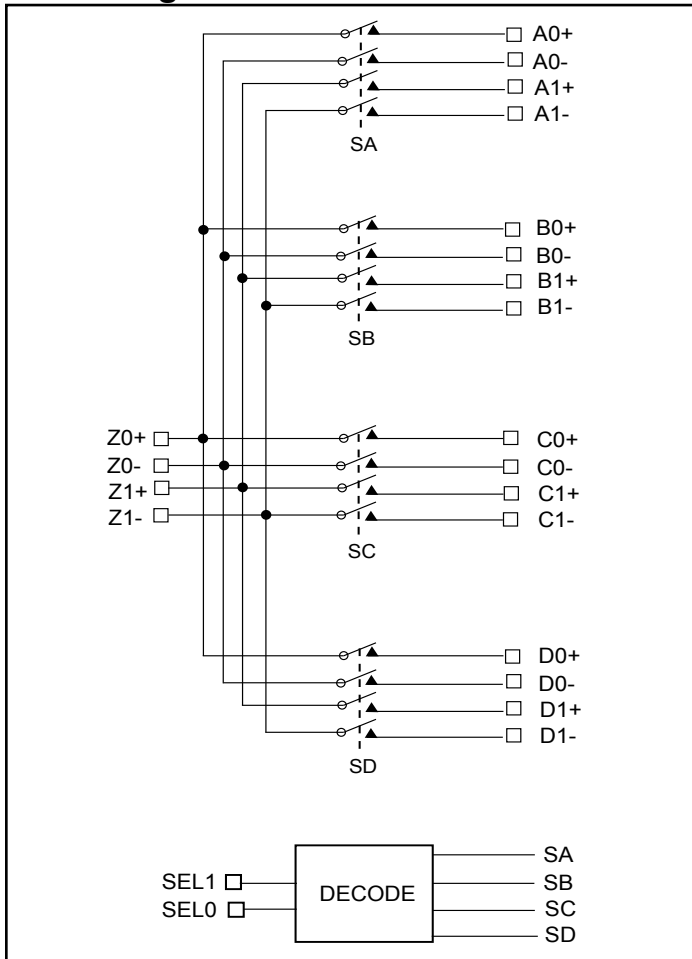 A0+
A0-
A1+
A1-
SA
B0+
B0-
B1+
B1-
SB
Z0+
Z0-
Z1+
Z1-
C0+
C0-
C1+
C1-
SC
D0+
D0-
D1+
D1-
SD
SEL1
SEL0
DECODE
SA
SB
SC
SD